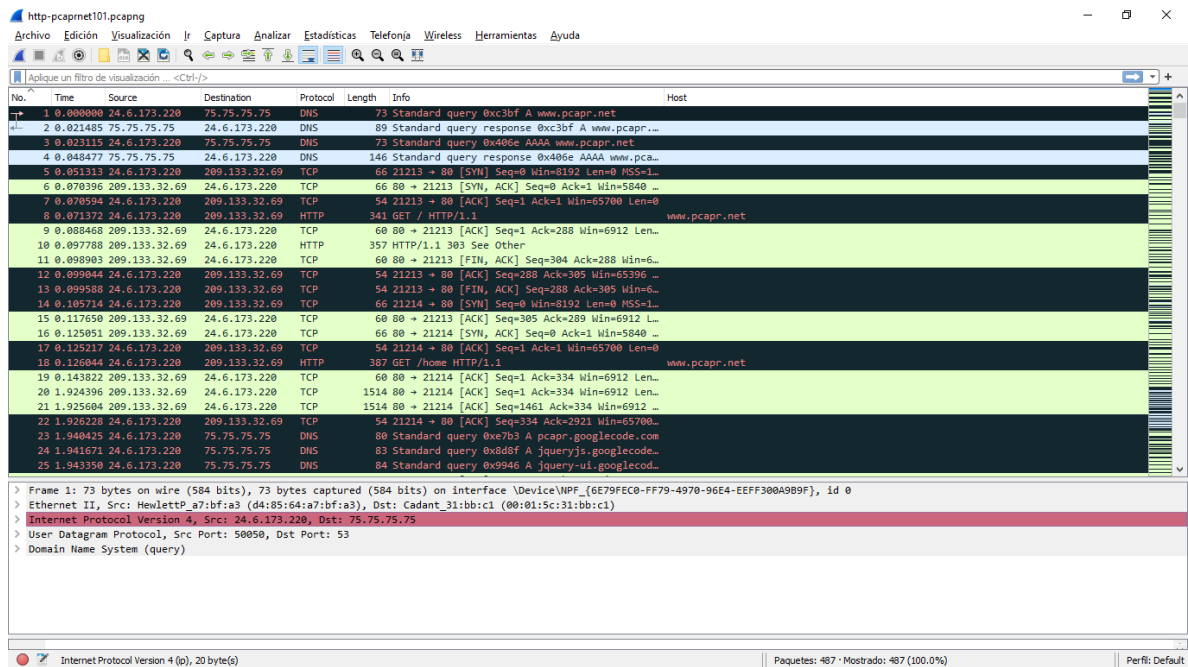 http-pcaprnet101.pcapng
Archivo Edición Visualización Ir Captura Analizar Estadísticas Telefonía Wireless Herramientas Ayuda
Aplique un filtro de visualización ... <Ctrl-/>
No. Time Source Destination Protocol Length Info Host
1 0.000000 24.6.173.220 75.75.75.75 DNS 73 Standard query 0xc3bf A www.pcapr.net
2 0.021485 75.75.75.75 24.6.173.220 DNS 89 Standard query response 0xc3bf A www.pcapr.…
3 0.023115 24.6.173.220 75.75.75.75 DNS 73 Standard query 0x406e AAAA www.pcapr.net
4 0.048477 75.75.75.75 24.6.173.220 DNS 146 Standard query response 0x406e AAAA www.pca…
5 0.051313 24.6.173.220 209.133.32.69 TCP 66 21213 → 80 [SYN] Seq=0 Win=8192 Len=0 MSS=1…
6 0.070396 209.133.32.69 24.6.173.220 TCP 66 80 → 21213 [SYN, ACK] Seq=0 Ack=1 Win=5840 …
7 0.070594 24.6.173.220 209.133.32.69 TCP 54 21213 → 80 [ACK] Seq=1 Ack=1 Win=65700 Len=0
8 0.071372 24.6.173.220 209.133.32.69 HTTP 341 GET / HTTP/1.1 www.pcapr.net
9 0.088468 209.133.32.69 24.6.173.220 TCP 60 80 → 21213 [ACK] Seq=1 Ack=288 Win=6912 Len…
10 0.097788 209.133.32.69 24.6.173.220 HTTP 357 HTTP/1.1 303 See Other
11 0.098903 209.133.32.69 24.6.173.220 TCP 60 80 → 21213 [FIN, ACK] Seq=304 Ack=288 Win=6…
12 0.099044 24.6.173.220 209.133.32.69 TCP 54 21213 → 80 [ACK] Seq=288 Ack=305 Win=65396 …
13 0.099588 24.6.173.220 209.133.32.69 TCP 54 21213 → 80 [FIN, ACK] Seq=288 Ack=305 Win=6…
14 0.105714 24.6.173.220 209.133.32.69 TCP 66 21214 → 80 [SYN] Seq=0 Win=8192 Len=0 MSS=1…
15 0.117650 209.133.32.69 24.6.173.220 TCP 60 80 → 21213 [ACK] Seq=305 Ack=289 Win=6912 L…
16 0.125051 209.133.32.69 24.6.173.220 TCP 66 80 → 21214 [SYN, ACK] Seq=0 Ack=1 Win=5840 …
17 0.125217 24.6.173.220 209.133.32.69 TCP 54 21214 → 80 [ACK] Seq=1 Ack=1 Win=65700 Len=0
18 0.126044 24.6.173.220 209.133.32.69 HTTP 387 GET /home HTTP/1.1 www.pcapr.net
19 0.143822 209.133.32.69 24.6.173.220 TCP 60 80 → 21214 [ACK] Seq=1 Ack=334 Win=6912 Len…
20 1.924396 209.133.32.69 24.6.173.220 TCP 1514 80 → 21214 [ACK] Seq=1 Ack=334 Win=6912 Len…
21 1.925604 209.133.32.69 24.6.173.220 TCP 1514 80 → 21214 [ACK] Seq=1461 Ack=334 Win=6912 …
22 1.926228 24.6.173.220 209.133.32.69 TCP 54 21214 → 80 [ACK] Seq=334 Ack=2921 Win=65700…
23 1.940425 24.6.173.220 75.75.75.75 DNS 80 Standard query 0xe7b3 A pcapr.googlecode.com
24 1.941671 24.6.173.220 75.75.75.75 DNS 83 Standard query 0x8d8f A jqueryjs.googlecode…
25 1.943350 24.6.173.220 75.75.75.75 DNS 84 Standard query 0x9946 A jquery-ui.googlecod…
Frame 1: 73 bytes on wire (584 bits), 73 bytes captured (584 bits) on interface \Device\NPF_{6E79FEC0-FF79-4970-96E4-EEFF300A9B9F}, id 0
Ethernet II, Src: HewlettP_a7:bf:a3 (d4:85:64:a7:bf:a3), Dst: Cadant_31:bb:c1 (00:01:5c:31:bb:c1)
Internet Protocol Version 4, Src: 24.6.173.220, Dst: 75.75.75.75
User Datagram Protocol, Src Port: 50050, Dst Port: 53
Domain Name System (query)
Internet Protocol Version 4 (ip), 20 byte(s) Paquetes: 487 · Mostrado: 487 (100.0%) Perfil: Default